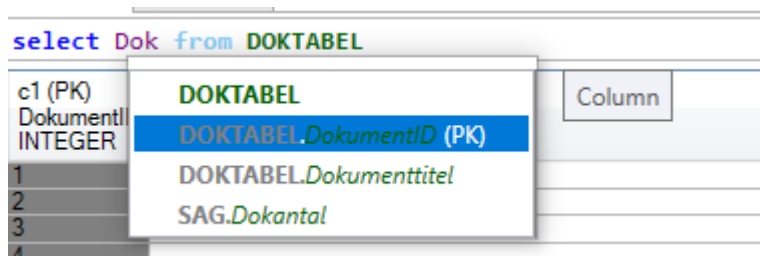 select Dok from DOKTABEL
c1 (PK)
DokumentI
INTEGER
DOKTABEL
DOKTABEL.DokumentID (PK)
DOKTABEL.Dokumenttitel
SAG.Dokantal
Column
1
2
3
4